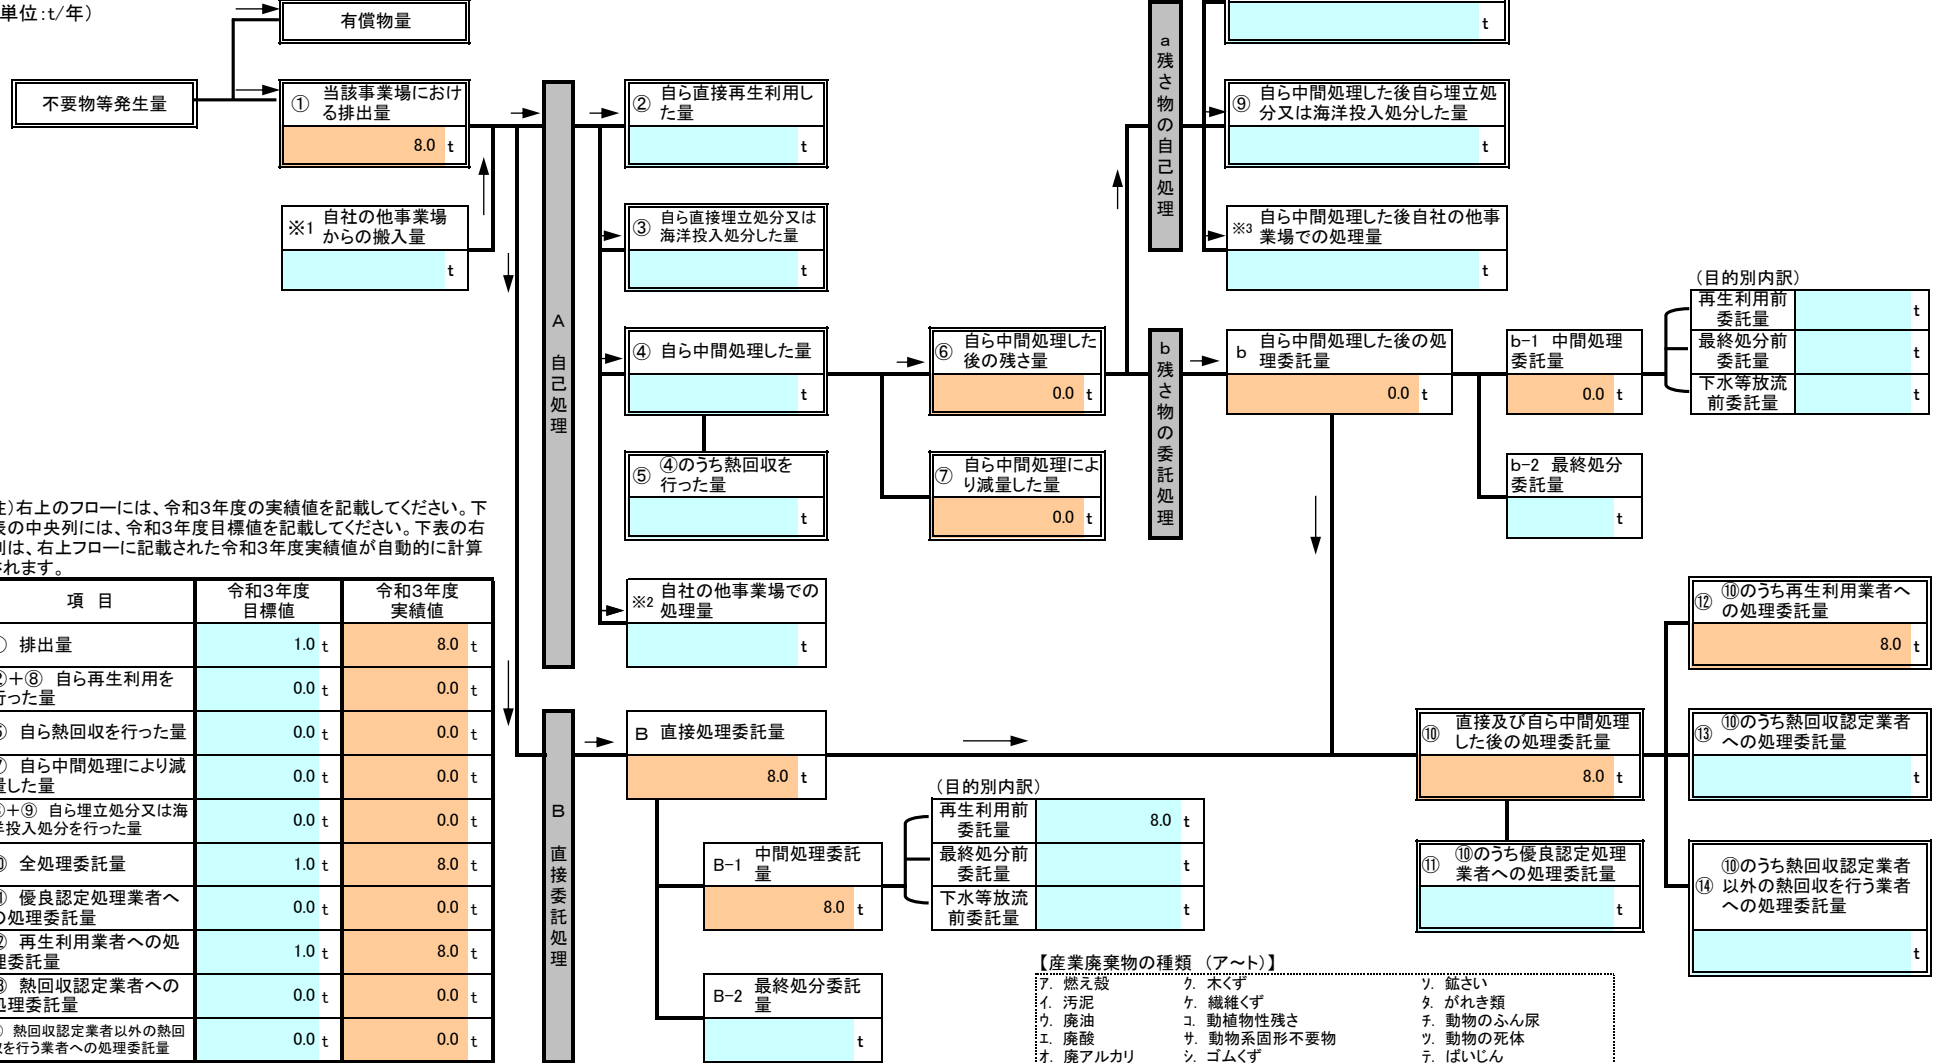 単位:t/年）
有償物量
不要物等発生量
① 当該事業場におけ
る排出量
8.0 t
※1 自社の他事業場
からの搬入量
t
A 自己処理
② 自ら直接再生利用し
た量
t
③ 自ら直接埋立処分又は
海洋投入処分した量
t
④ 自ら中間処理した量
t
⑤ ④のうち熱回収を
行った量
t
※2 自社の他事業場での
処理量
t
⑥ 自ら中間処理した
後の残さ量
0.0 t
⑦ 自ら中間処理によ
り減量した量
0.0 t
a 残さ物の自己処理
t
⑨ 自ら中間処理した後自ら埋立処
分又は海洋投入処分した量
t
※3 自ら中間処理した後自社の他事
業場での処理量
t
b 残さ物の委託処理
b 自ら中間処理した後の処
理委託量
0.0 t
b-1 中間処理
委託量
0.0 t
b-2 最終処分
委託量
t
（目的別内訳）
再生利用前
委託量 t
最終処分前
委託量 t
下水等放流
前委託量 t
注）右上のフローには、令和3年度の実績値を記載してください。下
表の中央列には、令和3年度目標値を記載してください。下表の右
列は、右上フローに記載された令和3年度実績値が自動的に計算
されます。
項 目 令和3年度 令和3年度
目標値 実績値
① 排出量 1.0 t 8.0 t
②+⑧ 自ら再生利用を
行った量 0.0 t 0.0 t
⑤ 自ら熱回収を行った量 0.0 t 0.0 t
⑦ 自ら中間処理により減
量した量 0.0 t 0.0 t
③+⑨ 自ら埋立処分又は海
洋投入処分を行った量 0.0 t 0.0 t
⑩ 全処理委託量 1.0 t 8.0 t
⑪ 優良認定処理業者へ
の処理委託量 0.0 t 0.0 t
⑫ 再生利用業者への処
理委託量 1.0 t 8.0 t
⑬ 熱回収認定業者への
処理委託量 0.0 t 0.0 t
⑭ 熱回収認定業者以外の熱回
収を行う業者への処理委託量 0.0 t 0.0 t
B 直接委託処理
B 直接処理委託量
8.0 t
B-1 中間処理委託
量
8.0 t
B-2 最終処分委託
量
t
（目的別内訳）
再生利用前
委託量 8.0 t
最終処分前
委託量 t
下水等放流
前委託量 t
⑩ 直接及び自ら中間処理
した後の処理委託量
8.0 t
⑪ ⑩のうち優良認定処理
業者への処理委託量
t
⑫ ⑩のうち再生利用業者へ
の処理委託量
8.0 t
⑬ ⑩のうち熱回収認定業者
への処理委託量
t
⑭ ⑩のうち熱回収認定業者
以外の熱回収を行う業者
への処理委託量
t
【産業廃棄物の種類 （ア～ト）】
ア. 燃え殻 ク. 木くず ソ. 鉱さい
イ. 汚泥 ケ. 繊維くず タ. がれき類
ウ. 廃油 コ. 動植物性残さ チ. 動物のふん尿
エ. 廃酸 サ. 動物系固形不要物 ツ. 動物の死体
オ. 廃アルカリ シ. ゴムくず テ. ばいじん